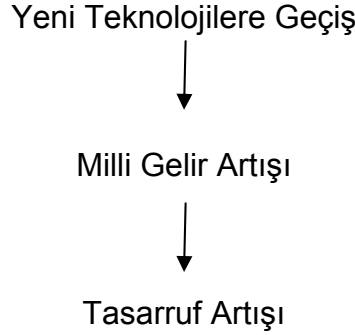 Yeni Teknolojilere Geçiş
Milli Gelir Artışı
Tasarruf Artışı